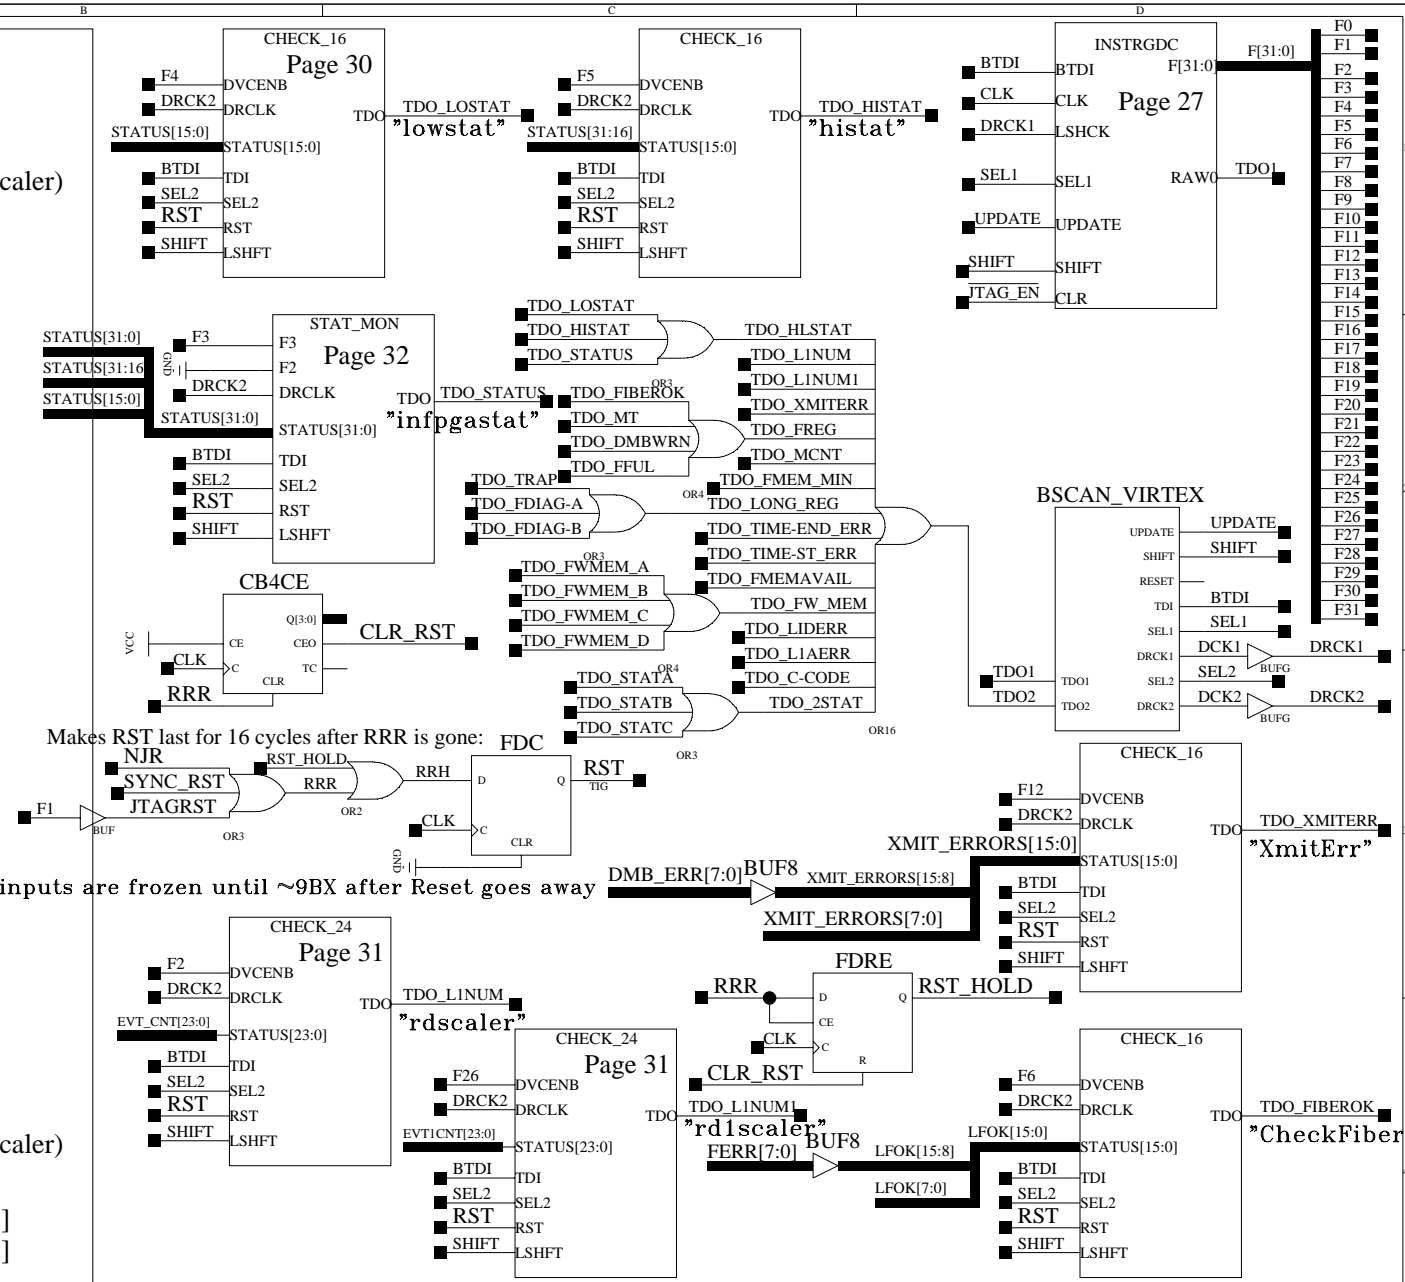 B
C
D
caler)
CHECK_16
Page 30
F4
DVCENB
DRCK2
DRCLK
STATUS[15:0]
STATUS[15:0]
BTDI
TDI
SEL2
SEL2
RST
RST
SHIFT
LSHFT
TDO
TDO_LOSTAT
"lowstat"
CHECK_16
F5
DVCENB
DRCK2
DRCLK
STATUS[31:16]
STATUS[15:0]
BTDI
TDI
SEL2
SEL2
RST
RST
SHIFT
LSHFT
TDO
TDO_HISTAT
"histat"
INSTRGDC
Page 27
BTDI
BTDI
CLK
CLK
DRCK1
LSHCK
SEL1
SEL1
UPDATE
UPDATE
SHIFT
SHIFT
JTAG_EN
CLR
F[31:0]
F[31:0]
RAW0
TDO1
F0
F1
F2
F3
F4
F5
F6
F7
F8
F9
F10
F11
F12
F13
F14
F15
F16
F17
F18
F19
F20
F21
F22
F23
F24
F25
F26
F27
F28
F29
F30
F31
STATUS[31:0]
STATUS[31:16
STATUS[15:0]
STATUS[31:0]
STAT_MON
Page 32
F3
F3
GND
F2
DRCK2
DRCLK
STATUS[31:0]
BTDI
TDI
SEL2
SEL2
RST
RST
SHIFT
LSHFT
TDO
TDO_STATUS
"infpgastat"
TDO_LOSTAT
TDO_HISTAT
TDO_STATUS
OR3
TDO_HLSTAT
TDO_L1NUM
TDO_L1NUM1
TDO_XMITERR
TDO_FIBEROK
TDO_MT
TDO_DMBWRN
TDO_FFUL
OR4
TDO_FREG
TDO_MCNT
TDO_FMEM_MIN
TDO_TRAP
TDO_FDIAG-A
TDO_FDIAG-B
OR3
TDO_LONG_REG
TDO_TIME-END_ERR
TDO_TIME-ST_ERR
TDO_FMEMAVAIL
TDO_FWMEM_A
TDO_FWMEM_B
TDO_FWMEM_C
TDO_FWMEM_D
OR4
TDO_FW_MEM
TDO_LIDERR
TDO_L1AERR
TDO_C-CODE
TDO_STATA
TDO_STATB
TDO_STATC
OR3
TDO_2STAT
OR16
BSCAN_VIRTEX
UPDATE
UPDATE
SHIFT
SHIFT
RESET
TDI
BTDI
SEL1
SEL1
DRCK1
DCK1
BUFG
DRCK1
TDO1
TDO1
SEL2
SEL2
TDO2
TDO2
DRCK2
DCK2
BUFG
DRCK2
CB4CE
Q[3:0]
VCC
CE
CEO
CLR_RST
CLK
C
TC
CLR
RRR
Makes RST last for 16 cycles after RRR is gone:
NJR
SYNC_RST
F1
BUF
JTAGRST
OR3
RST_HOLD
RRR
OR2
RRH
FDC
D
Q
RST
TIG
CLK
C
CLR
GND
inputs are frozen until ~9BX after Reset goes away
DMB_ERR[7:0]
BUF8
XMIT_ERRORS[15:8]
XMIT_ERRORS[7:0]
XMIT_ERRORS[15:0]
CHECK_16
F12
DVCENB
DRCK2
DRCLK
STATUS[15:0]
BTDI
TDI
SEL2
SEL2
RST
RST
SHIFT
LSHFT
TDO
TDO_XMITERR
"XmitErr"
CHECK_24
Page 31
F2
DVCENB
DRCK2
DRCLK
EVT_CNT[23:0]
STATUS[23:0]
BTDI
TDI
SEL2
SEL2
RST
RST
SHIFT
LSHFT
TDO
TDO_L1NUM
"rdscaler"
FDRE
RRR
D
Q
RST_HOLD
CE
CLK
C
R
CLR_RST
CHECK_24
Page 31
F26
DVCENB
DRCK2
DRCLK
EVT1CNT[23:0]
STATUS[23:0]
BTDI
TDI
SEL2
SEL2
RST
RST
SHIFT
LSHFT
TDO
TDO_L1NUM1
"rd1scaler"
FERR[7:0]
BUF8
LFOK[15:8]
LFOK[7:0]
LFOK[15:0]
CHECK_16
F6
DVCENB
DRCK2
DRCLK
STATUS[15:0]
BTDI
TDI
SEL2
SEL2
RST
RST
SHIFT
LSHFT
TDO
TDO_FIBEROK
"CheckFiber
caler)
]
]